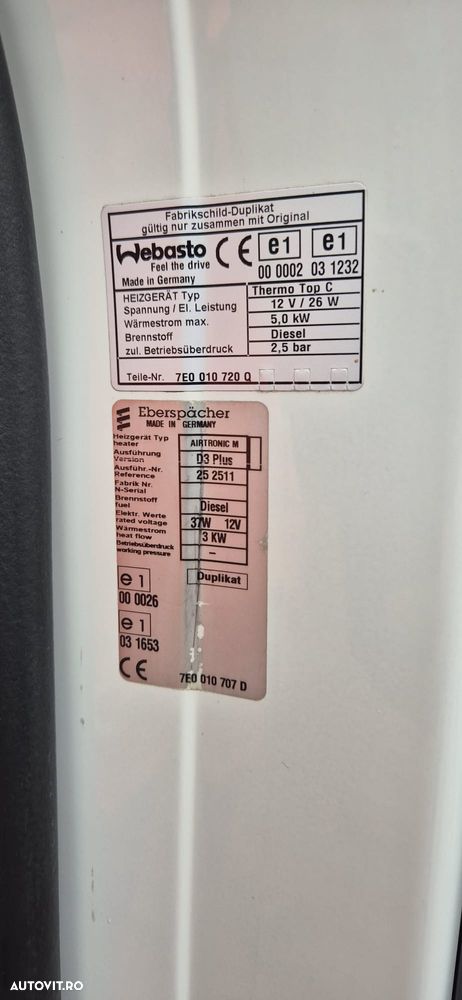 Fabrikschild-Duplikat
gültig nur zusammen mit Original
Webasto CE e1 e1
Feel the drive 00 0002 03 1232
Made in Germany
HEIZGERÄT Typ Thermo Top C
Spannung / El. Leistung 12 V / 26 W
Wärmestrom max. 5,0 kW
Brennstoff Diesel
zul. Betriebsüberdruck 2,5 bar
Teile-Nr. 7E0 010 720 Q
Eberspächer
MADE IN GERMANY
Heizgerät Typ AIRTRONIC M
heater
Ausführung D3 Plus
Version
Ausführ.-Nr. 25 2511
Reference
Fabrik Nr.
N-Serial
Brennstoff Diesel
fuel
Elektr. Werte 37W 12V
rated voltage
Wärmestrom 3 KW
heat flow
Betriebsüberdruck –
working pressure
e1 Duplikat
00 0026
e1
03 1653
CE 7E0 010 707 D
AUTOVIT.RO
AUTOVIT.RO